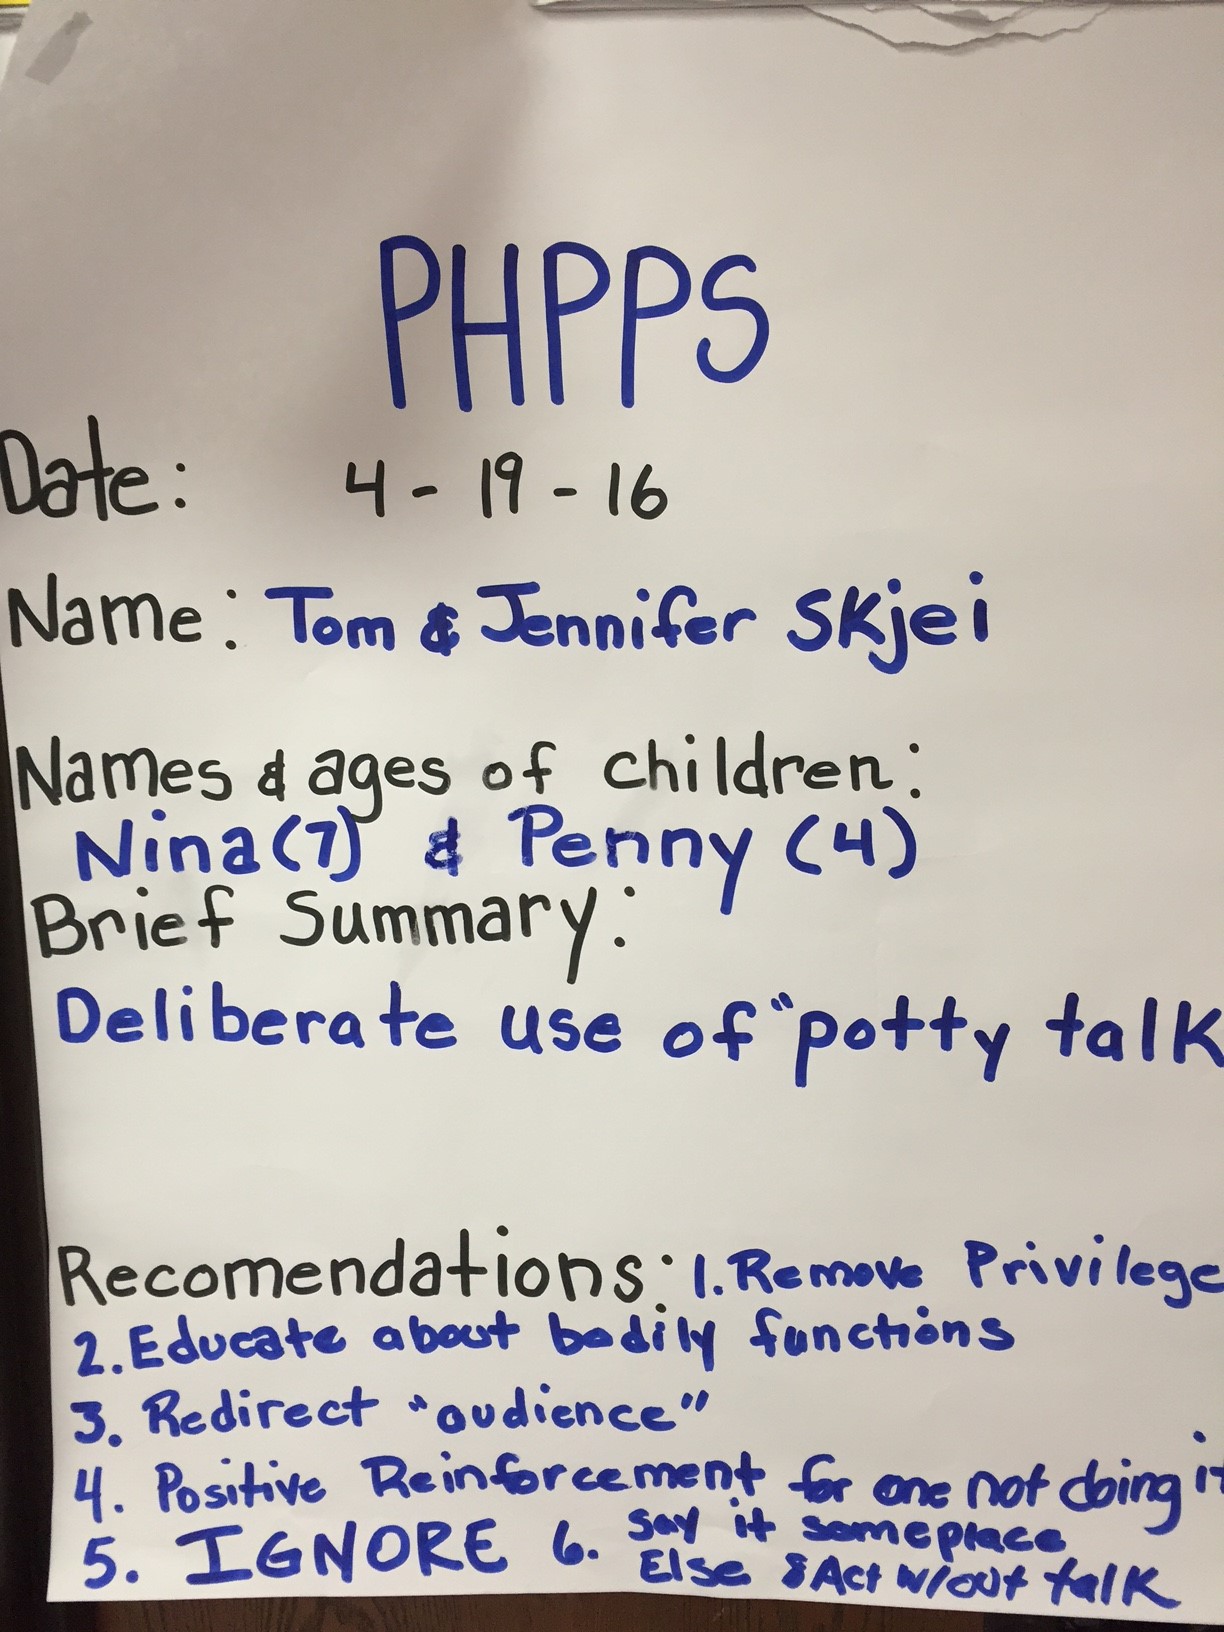 PHPPS
Date: 4 - 19 - 16
Name: Tom & Jennifer Skjei
Names & ages of children:
Nina (7) & Penny (4)
Brief Summary:
Deliberate use of "potty talk
Recomendations: 1. Remove Privilege
2. Educate about bodily functions
3. Redirect "audience"
4. Positive Reinforcement for one not doing it
5. IGNORE 6. Say it someplace
Else & Act w/out talk